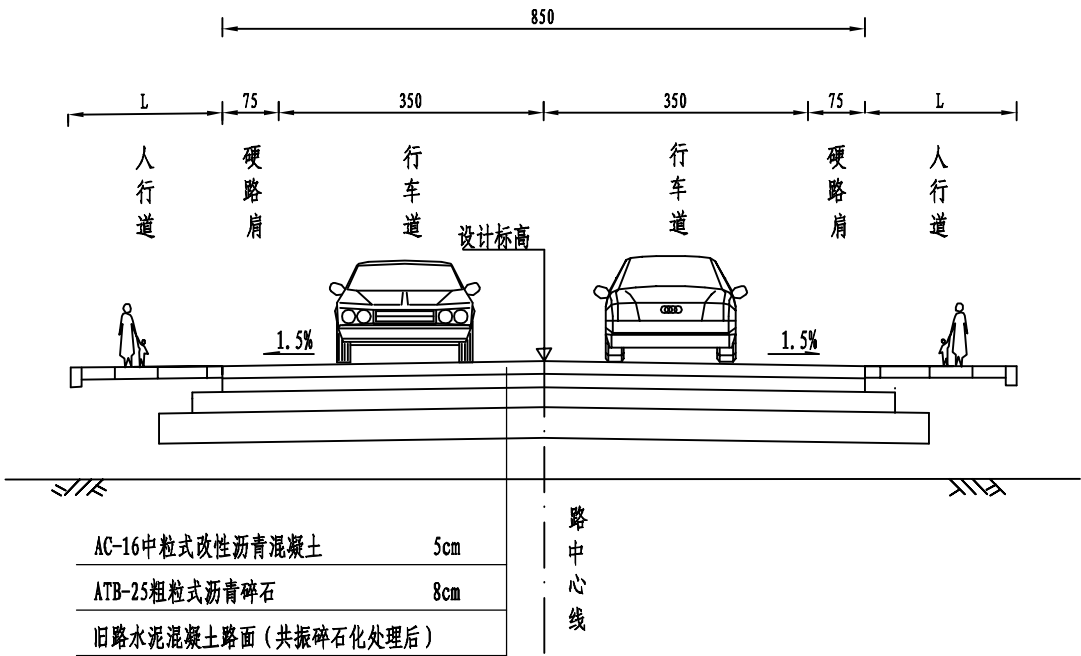 850
L 75 350 350 75 L
人行道
硬路肩
行车道
行车道
硬路肩
人行道
设计标高
1.5%
1.5%
AC-16中粒式改性沥青混凝土 5cm
ATB-25粗粒式沥青碎石 8cm
旧路水泥混凝土路面（共振碎石化处理后）
路中心线